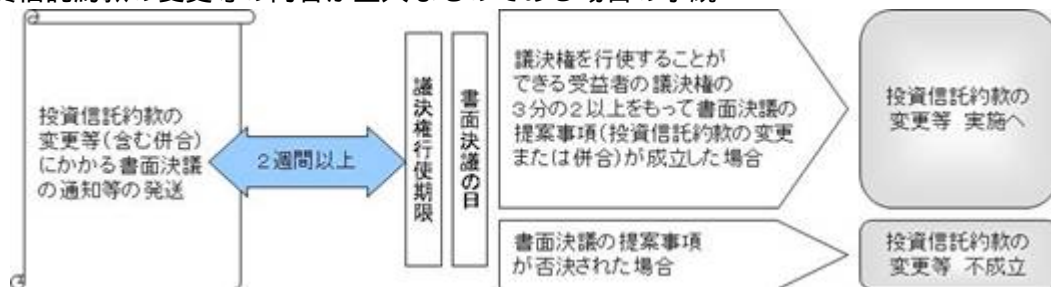 投資信託約款の
変更等(含む併合)
にかかる書面決議
の通知等の発送
2週間以上
議決権行使期限
書面決議の日
議決権を行使することが
できる受益者の議決権の
3分の2以上をもって書面決議の
提案事項(投資信託約款の変更
または併合)が成立した場合
投資信託約款の
変更等 実施へ
書面決議の提案事項
が否決された場合
投資信託約款の
変更等 不成立